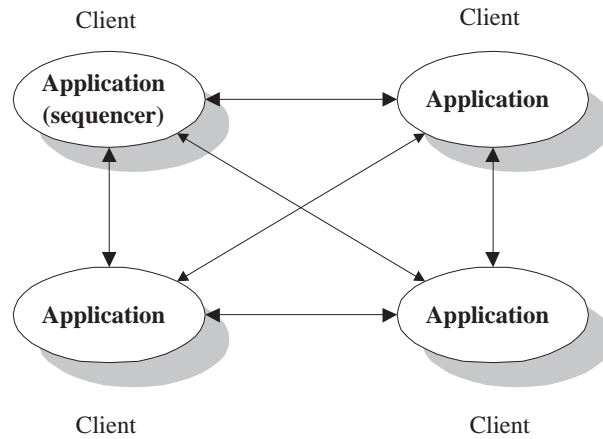 Client
Client
Application
(sequencer)
Application
Application
Application
Client
Client